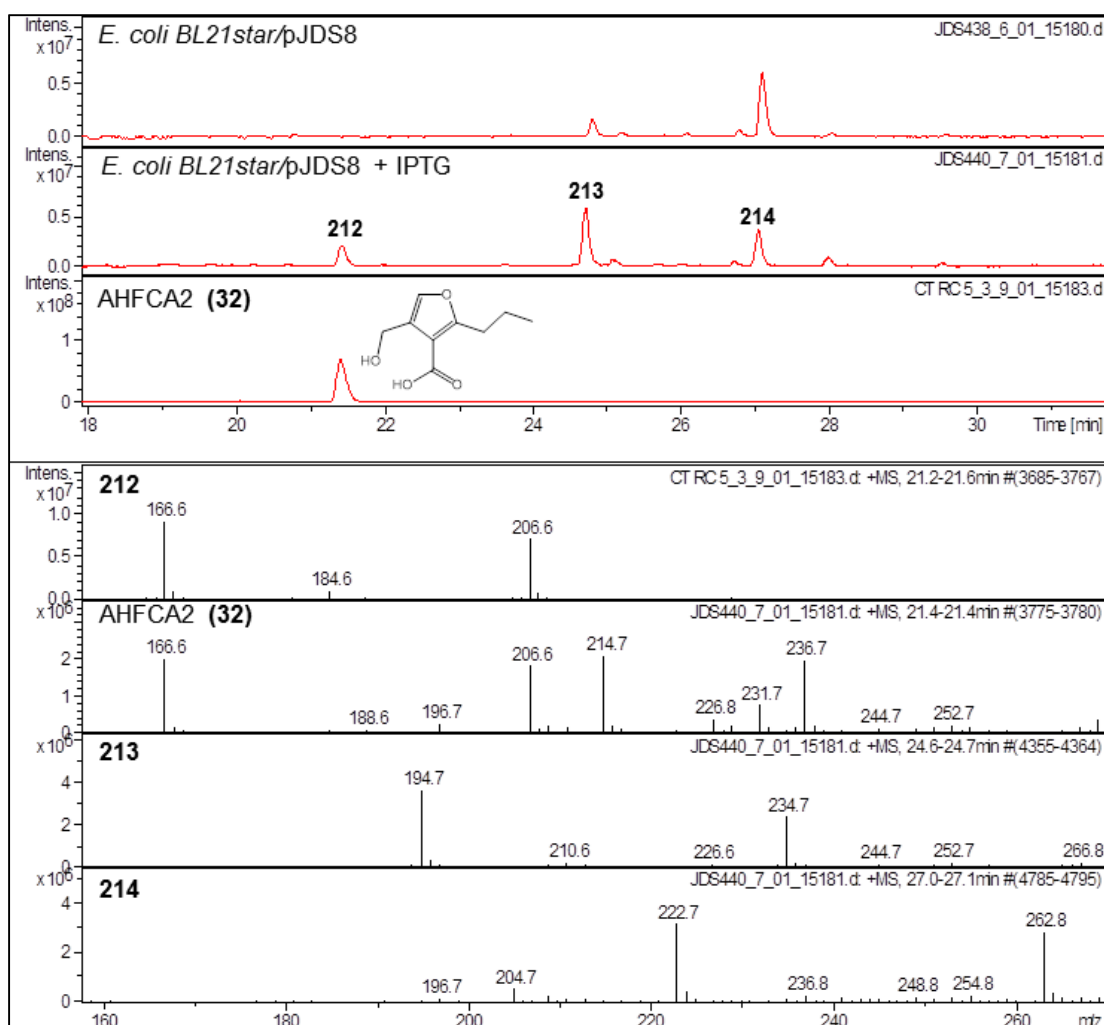 Intens.
x10⁷
E. coli BL21star/pJDS8
JDS438_6_01_15180.d
0.5
0.0
Intens.
x10⁷
E. coli BL21star/pJDS8 + IPTG
JDS440_7_01_15181.d
213
212
214
0.5
0.0
Intens.
x10⁸
AHFCA2 (32)
CT RC 5_3_9_01_15183.d
O
HO
HO
O
1
0
18 20 22 24 26 28 30 Time [min]
Intens.
x10⁷
212
CT RC 5_3_9_01_15183.d: +MS, 21.2-21.6min #(3685-3767)
1.0
0.5
0.0
166.6
184.6
206.6
x10⁶
AHFCA2 (32)
JDS440_7_01_15181.d: +MS, 21.4-21.4min #(3775-3780)
2
1
0
166.6
188.6
196.7
206.6
214.7
226.8
231.7
236.7
244.7
252.7
x10⁶
213
JDS440_7_01_15181.d: +MS, 24.6-24.7min #(4355-4364)
4
2
0
194.7
210.6
226.6
234.7
244.7
252.7
266.8
x10⁶
214
JDS440_7_01_15181.d: +MS, 27.0-27.1min #(4785-4795)
4
2
0
196.7
204.7
222.7
236.8
248.8
254.8
262.8
160 180 200 220 240 260 m/z